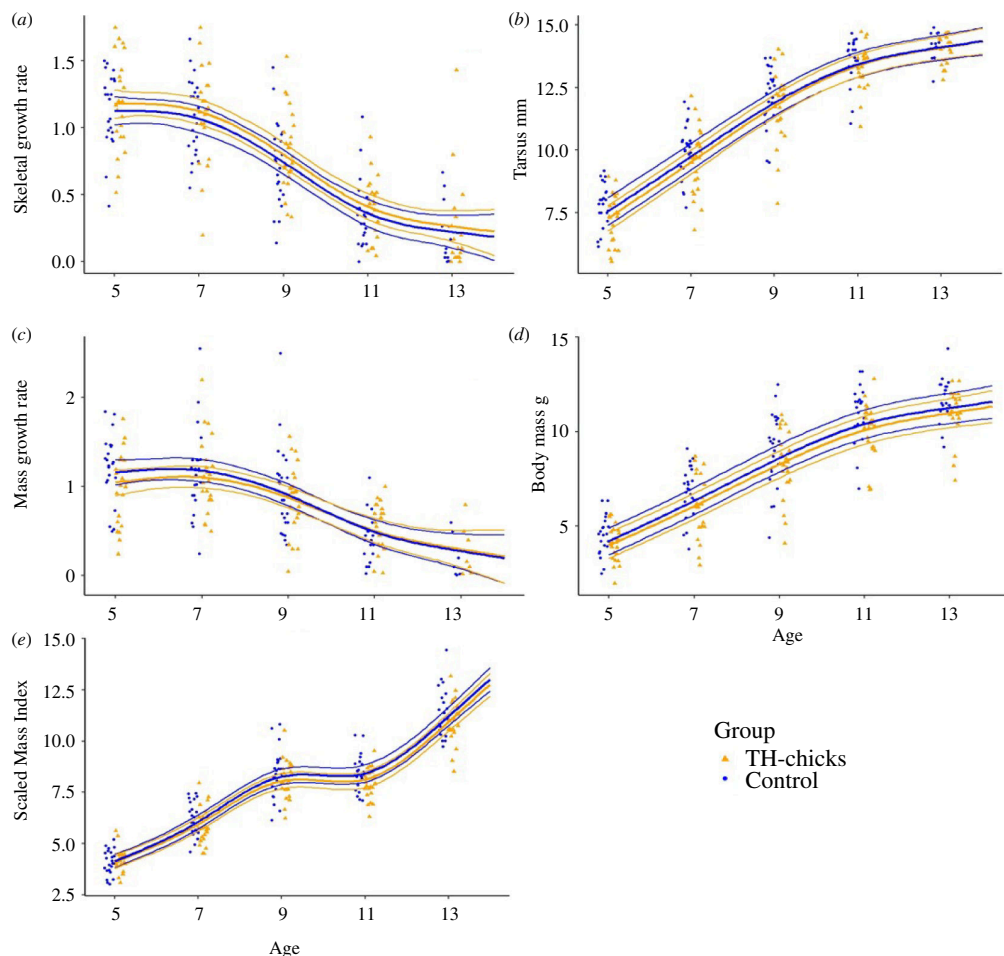 (a)
Skeletal growth rate
1.5
1.0
0.5
0.0
5 7 9 11 13
(b)
Tarsus mm
15.0
12.5
10.0
7.5
5 7 9 11 13
(c)
Mass growth rate
2
1
0
5 7 9 11 13
(d)
Body mass g
15
10
5
5 7 9 11 13
Age
(e)
Scaled Mass Index
15.0
12.5
10.0
7.5
5.0
2.5
5 7 9 11 13
Age
Group
TH-chicks
Control